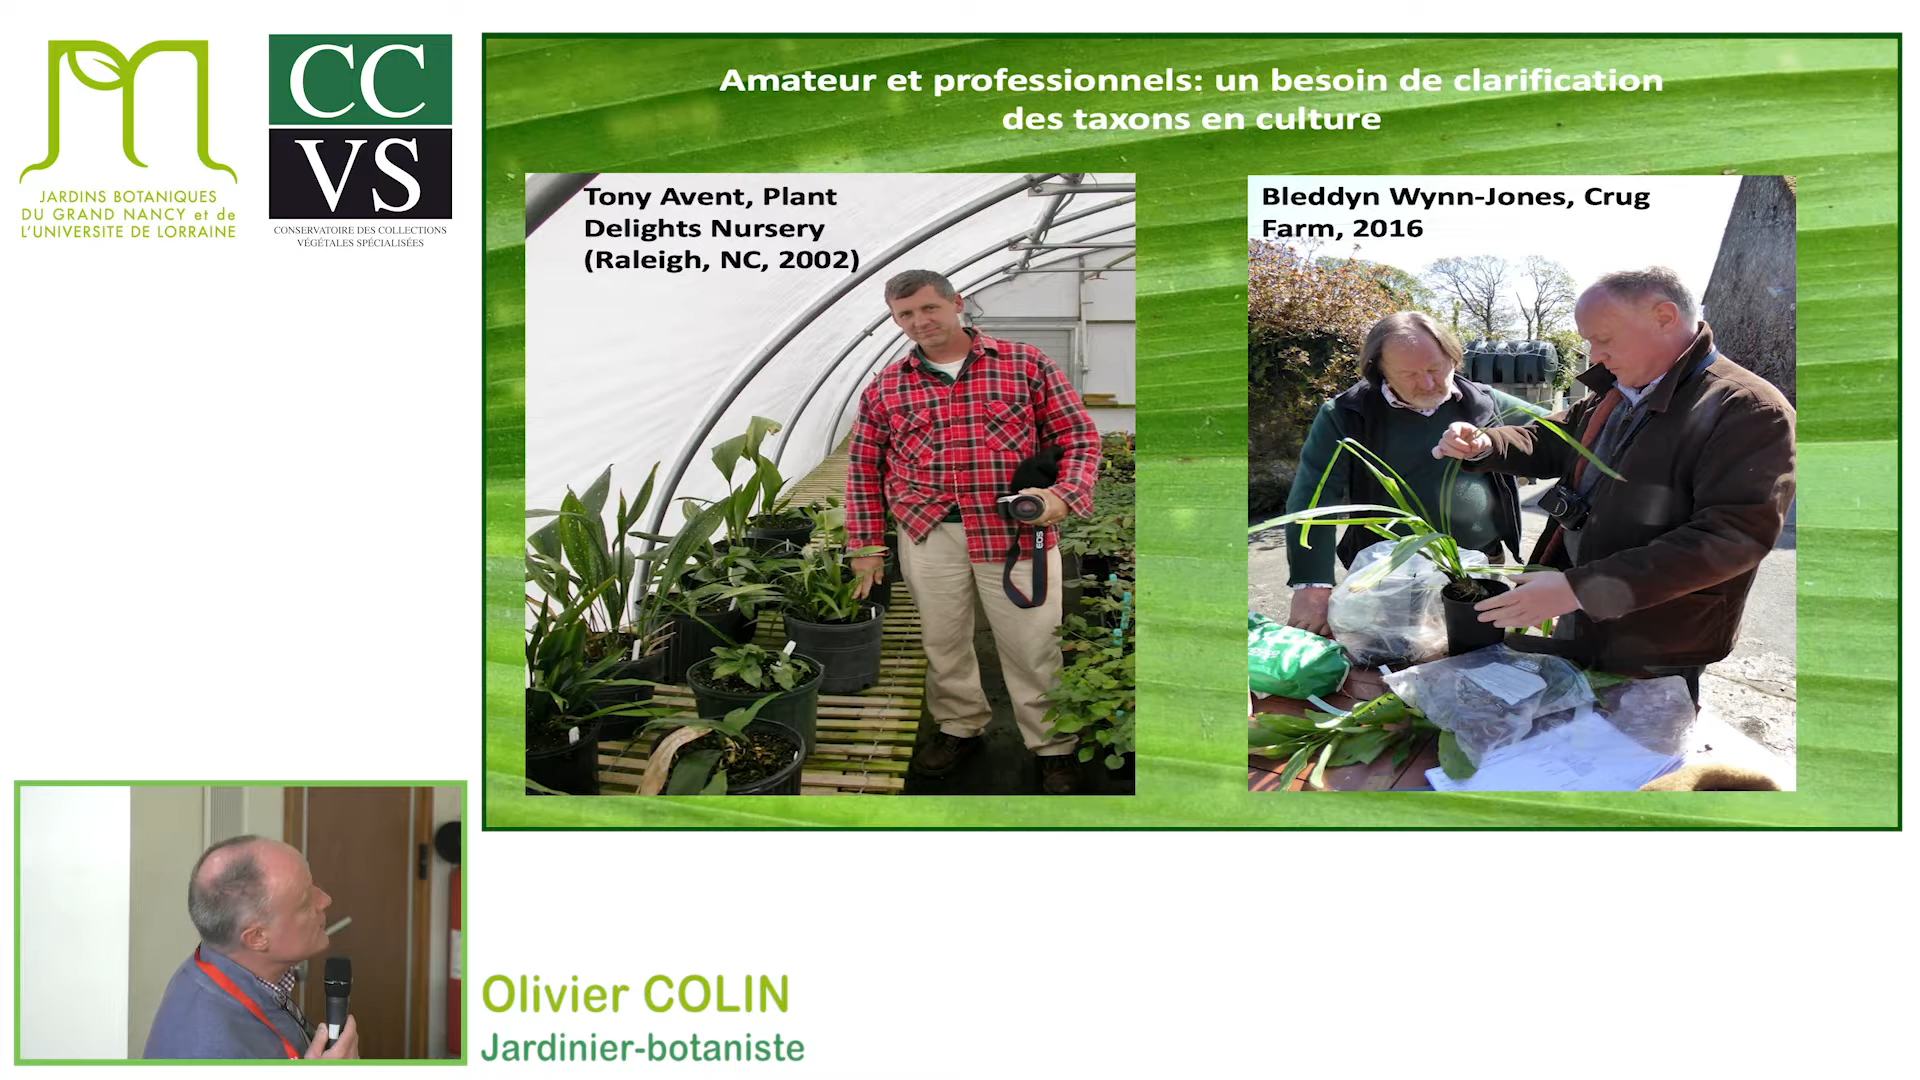 JARDINS BOTANIQUES
DU GRAND NANCY et de
L'UNIVERSITE DE LORRAINE
CC
VS
CONSERVATOIRE DES COLLECTIONS
VÉGÉTALES SPÉCIALISÉES
Amateur et professionnels: un besoin de clarification
des taxons en culture
Tony Avent, Plant
Delights Nursery
(Raleigh, NC, 2002)
Bleddyn Wynn-Jones, Crug
Farm, 2016
EOS
Olivier COLIN
Jardinier-botaniste